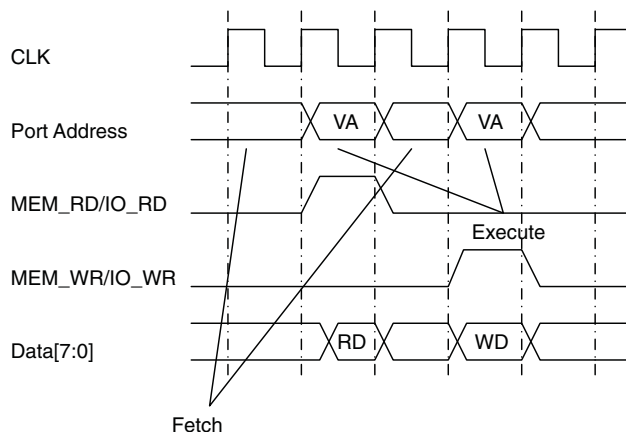 CLK
Port Address
VA
VA
MEM_RD/IO_RD
Execute
MEM_WR/IO_WR
Data[7:0]
RD
WD
Fetch